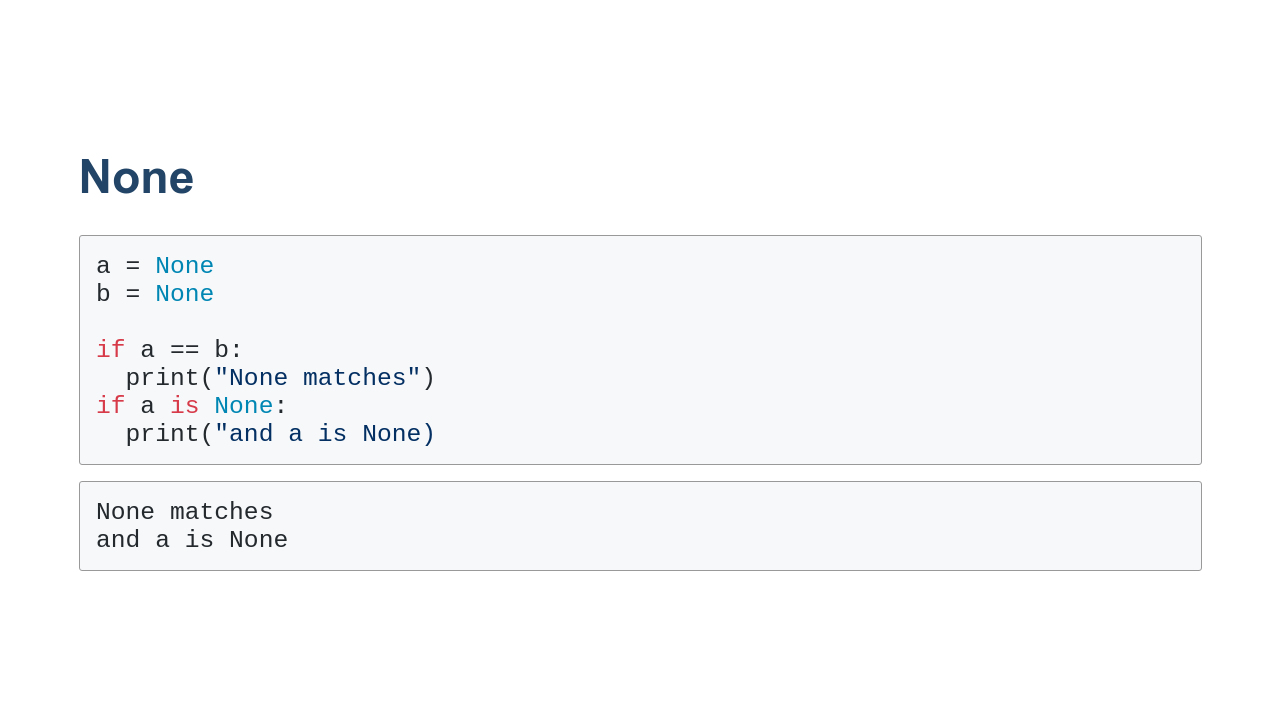 None
a = None
b = None
if a == b:
  print("None matches")
if a is None:
  print("and a is None)
None matches
and a is None